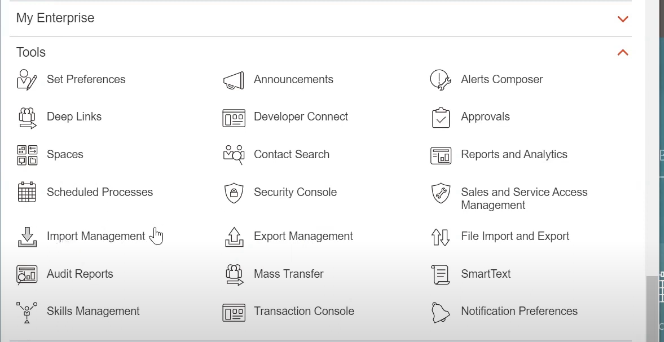 My Enterprise
Tools
Set Preferences
Announcements
Alerts Composer
Deep Links
Developer Connect
Approvals
Spaces
Contact Search
Reports and Analytics
Scheduled Processes
Security Console
Sales and Service Access
Management
Import Management
Export Management
File Import and Export
Audit Reports
Mass Transfer
SmartText
Skills Management
Transaction Console
Notification Preferences